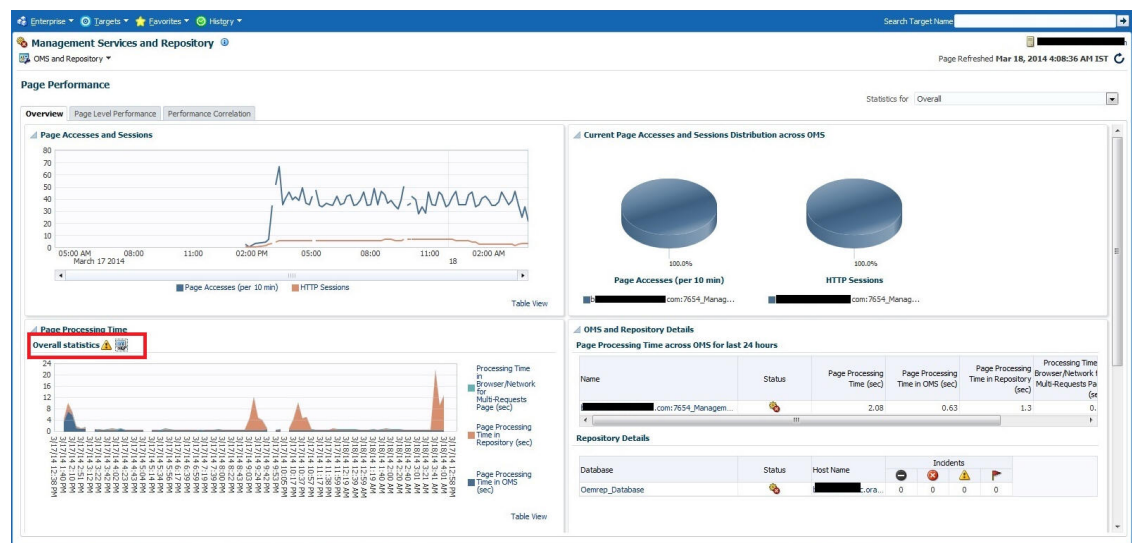 Enterprise Targets Favorites History
Search Target Name
Management Services and Repository
OMS and Repository
Page Refreshed Mar 18, 2014 4:08:36 AM IST
Page Performance
Statistics for Overall
Overview Page Level Performance Performance Correlation
Page Accesses and Sessions
80
70
60
50
40
30
20
10
0
05:00 AM 08:00 11:00 02:00 PM 05:00 08:00 11:00 02:00 AM
March 17 2014 18
Page Accesses (per 10 min) HTTP Sessions
Table View
Current Page Accesses and Sessions Distribution across OMS
100.0% 100.0%
Page Accesses (per 10 min) HTTP Sessions
com:7654_Manag... com:7654_Manag...
Page Processing Time
Overall statistics
24
20
16
12
8
4
0
Processing Time
in
Browser/Network
for
Multi-Requests
Page (sec)
Page Processing
Time in
Repository (sec)
Page Processing
Time in OMS
(sec)
Table View
OMS and Repository Details
Page Processing Time across OMS for last 24 hours
Name
Status
Page Processing
Time (sec)
Page Processing
Time in OMS (sec)
Page Processing
Time in Repository
(sec)
Processing Time
Browser/Network
Multi-Requests Pa
.com:7654_Managem... 2.08 0.63 1.3 0.
Repository Details
Database Status Host Name Incidents
Oemrep_Database c.ora... 0 0 0 0